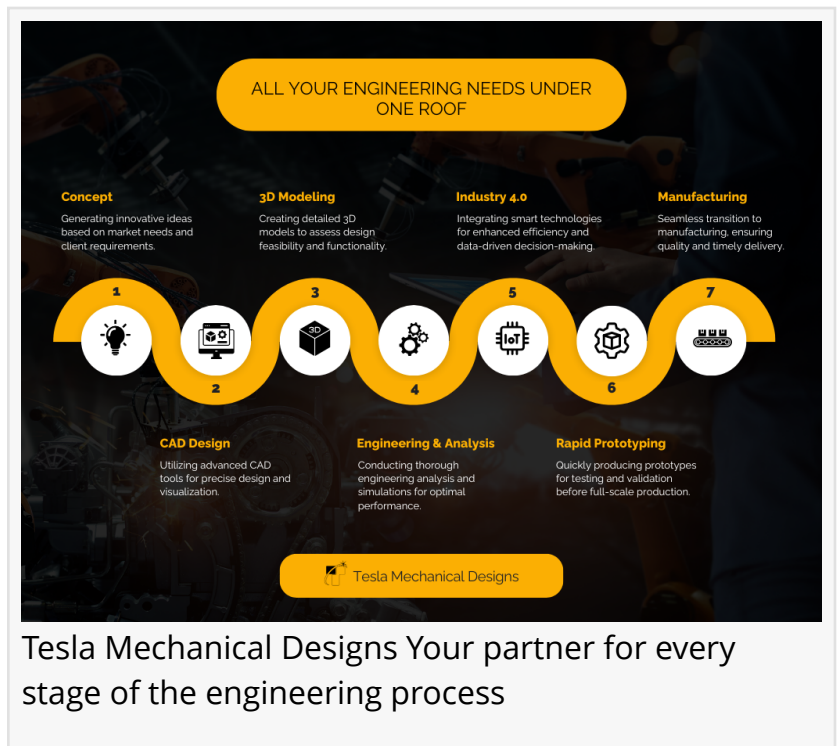 ALL YOUR ENGINEERING NEEDS UNDER
ONE ROOF
Concept
Generating innovative ideas
based on market needs and
client requirements.
3D Modeling
Creating detailed 3D
models to assess design
feasibility and functionality.
Industry 4.0
Integrating smart technologies
for enhanced efficiency and
data-driven decision-making.
Manufacturing
Seamless transition to
manufacturing, ensuring
quality and timely delivery.
1
3
5
7
3D
IoT
2
4
6
CAD Design
Utilizing advanced CAD
tools for precise design and
visualization.
Engineering & Analysis
Conducting thorough
engineering analysis and
simulations for optimal
performance.
Rapid Prototyping
Quickly producing prototypes
for testing and validation
before full-scale production.
Tesla Mechanical Designs
Tesla Mechanical Designs Your partner for every
stage of the engineering process